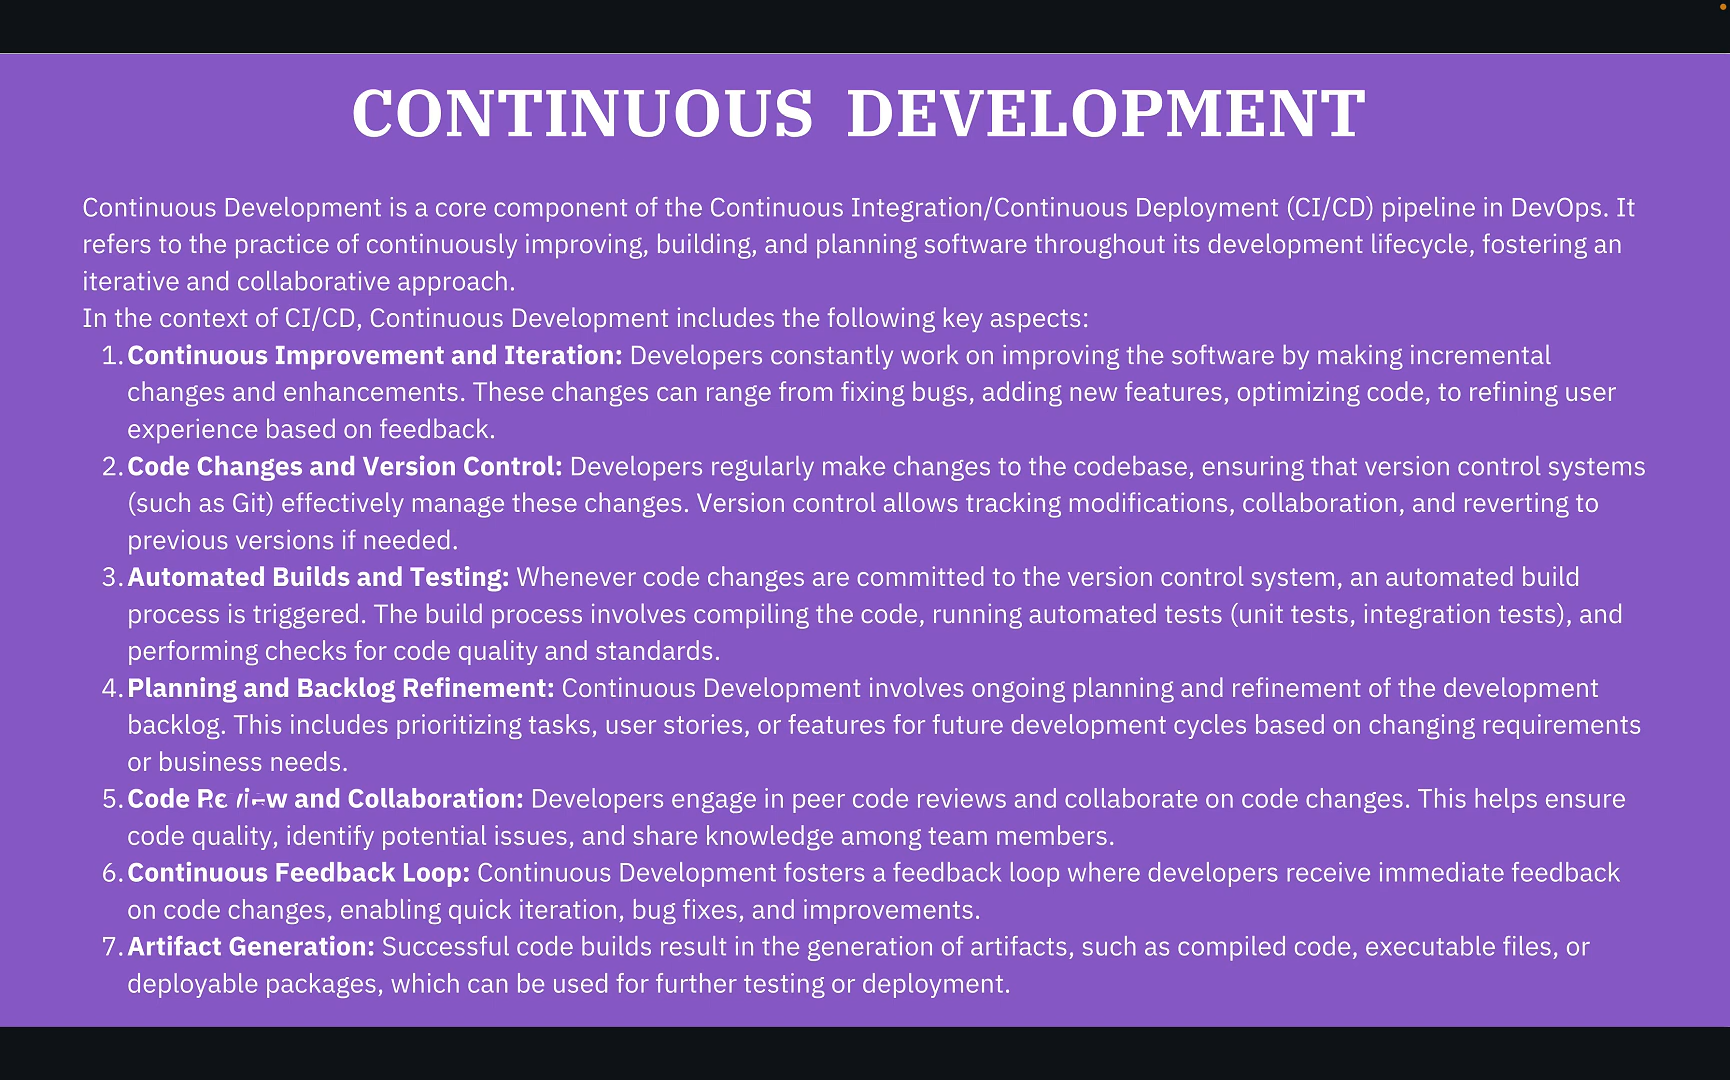 CONTINUOUS DEVELOPMENT
Continuous Development is a core component of the Continuous Integration/Continuous Deployment (CI/CD) pipeline in DevOps. It
refers to the practice of continuously improving, building, and planning software throughout its development lifecycle, fostering an
iterative and collaborative approach.
In the context of CI/CD, Continuous Development includes the following key aspects:
1. Continuous Improvement and Iteration: Developers constantly work on improving the software by making incremental
changes and enhancements. These changes can range from fixing bugs, adding new features, optimizing code, to refining user
experience based on feedback.
2. Code Changes and Version Control: Developers regularly make changes to the codebase, ensuring that version control systems
(such as Git) effectively manage these changes. Version control allows tracking modifications, collaboration, and reverting to
previous versions if needed.
3. Automated Builds and Testing: Whenever code changes are committed to the version control system, an automated build
process is triggered. The build process involves compiling the code, running automated tests (unit tests, integration tests), and
performing checks for code quality and standards.
4. Planning and Backlog Refinement: Continuous Development involves ongoing planning and refinement of the development
backlog. This includes prioritizing tasks, user stories, or features for future development cycles based on changing requirements
or business needs.
5. Code and Collaboration: Developers engage in peer code reviews and collaborate on code changes. This helps ensure
code quality, identify potential issues, and share knowledge among team members.
6. Continuous Feedback Loop: Continuous Development fosters a feedback loop where developers receive immediate feedback
on code changes, enabling quick iteration, bug fixes, and improvements.
7. Artifact Generation: Successful code builds result in the generation of artifacts, such as compiled code, executable files, or
deployable packages, which can be used for further testing or deployment.